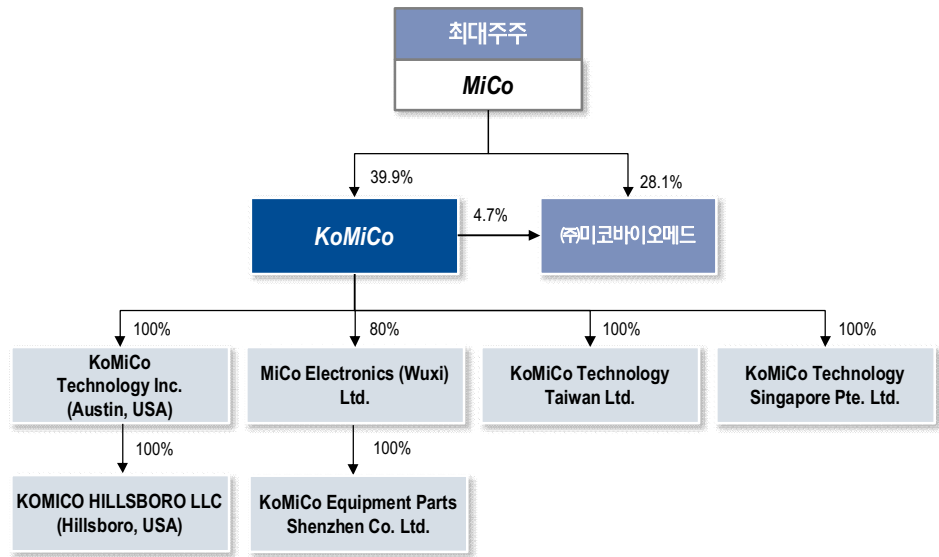 최대주주
MiCo
39.9%
28.1%
KoMiCo
4.7%
㈜미코바이오메드
100%
80%
100%
100%
KoMiCo
Technology Inc.
(Austin, USA)
MiCo Electronics (Wuxi)
Ltd.
KoMiCo Technology
Taiwan Ltd.
KoMiCo Technology
Singapore Pte. Ltd.
100%
100%
KOMICO HILLSBORO LLC
(Hillsboro, USA)
KoMiCo Equipment Parts
Shenzhen Co. Ltd.